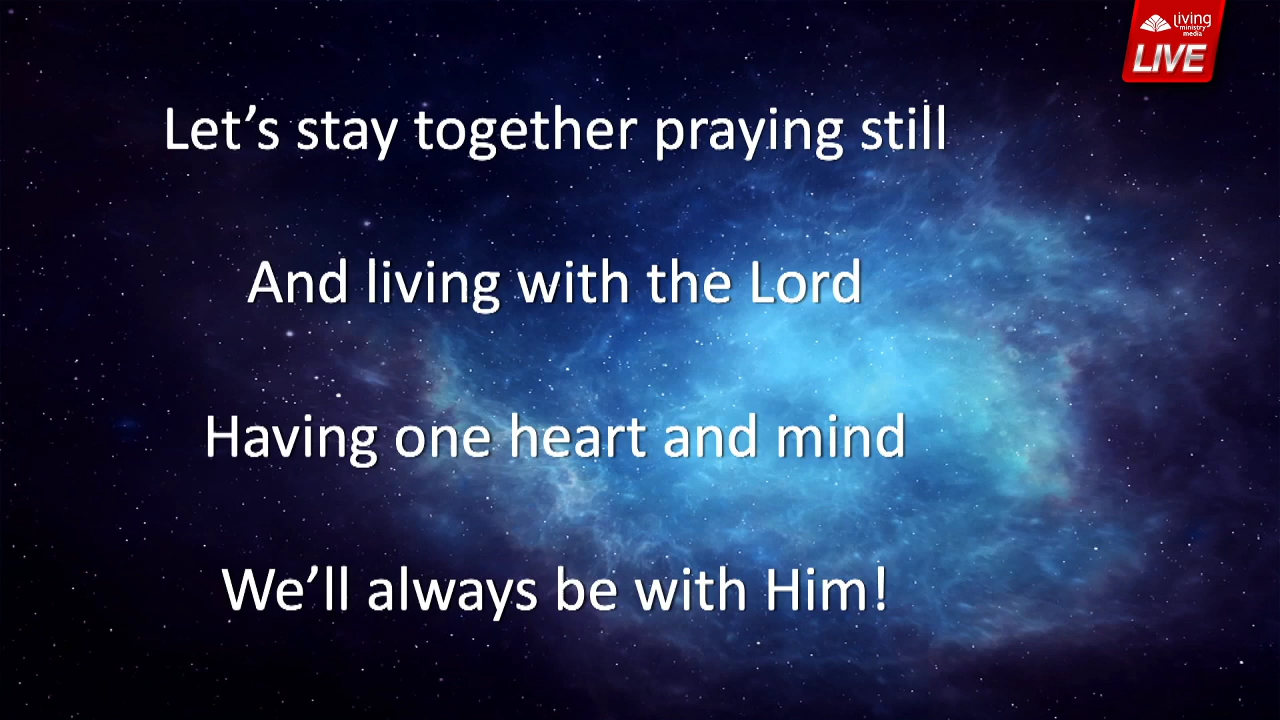 living
ministry
media
LIVE
Let’s stay together praying still
And living with the Lord
Having one heart and mind
We’ll always be with Him!